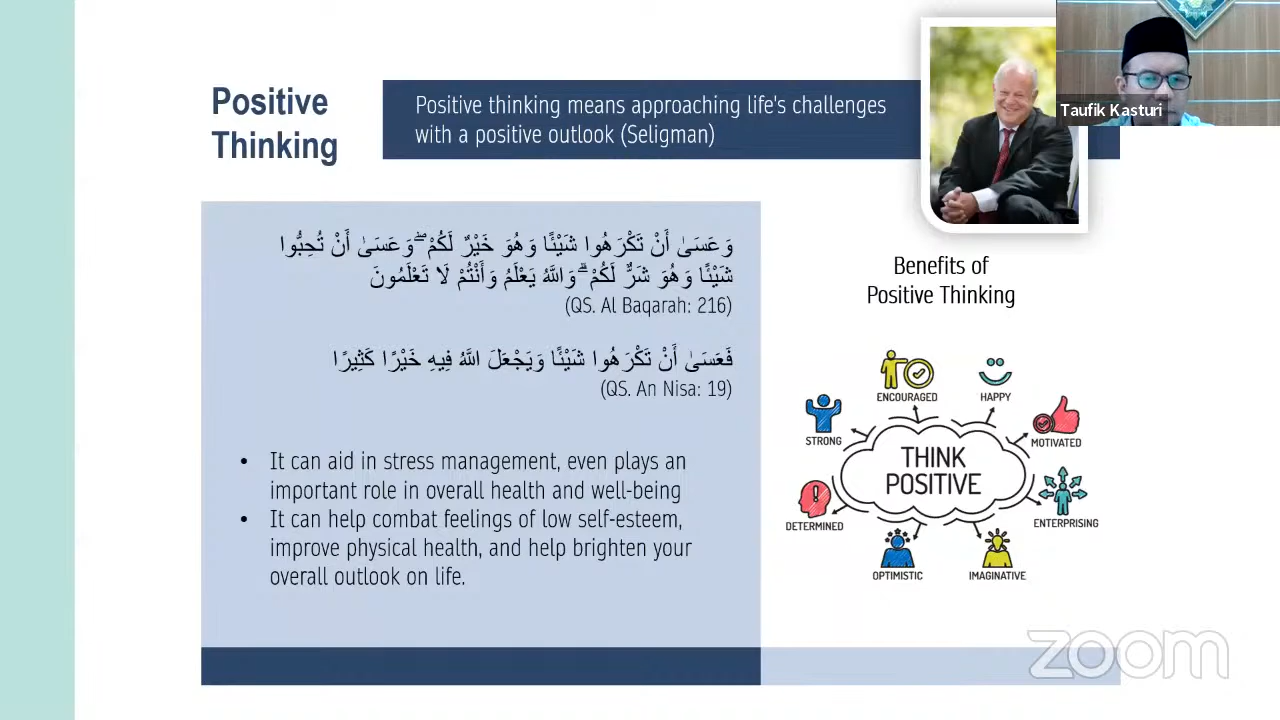 Positive
Thinking
Positive thinking means approaching life's challenges
with a positive outlook (Seligman)
Taufik Kasturi
وَعَسَىٰ أَنْ تَكْرَهُوا شَيْئًا وَهُوَ خَيْرٌ لَكُمْ ۖ وَعَسَىٰ أَنْ تُحِبُّوا
شَيْئًا وَهُوَ شَرٌّ لَكُمْ ۗ وَاللَّهُ يَعْلَمُ وَأَنْتُمْ لَا تَعْلَمُونَ
(QS. Al Baqarah: 216)
فَعَسَىٰ أَنْ تَكْرَهُوا شَيْئًا وَيَجْعَلَ اللَّهُ فِيهِ خَيْرًا كَثِيرًا
(QS. An Nisa: 19)
• It can aid in stress management, even plays an
important role in overall health and well-being
• It can help combat feelings of low self-esteem,
improve physical health, and help brighten your
overall outlook on life.
Benefits of
Positive Thinking
ENCOURAGED
HAPPY
STRONG
MOTIVATED
THINK
POSITIVE
DETERMINED
ENTERPRISING
OPTIMISTIC
IMAGINATIVE
zoom